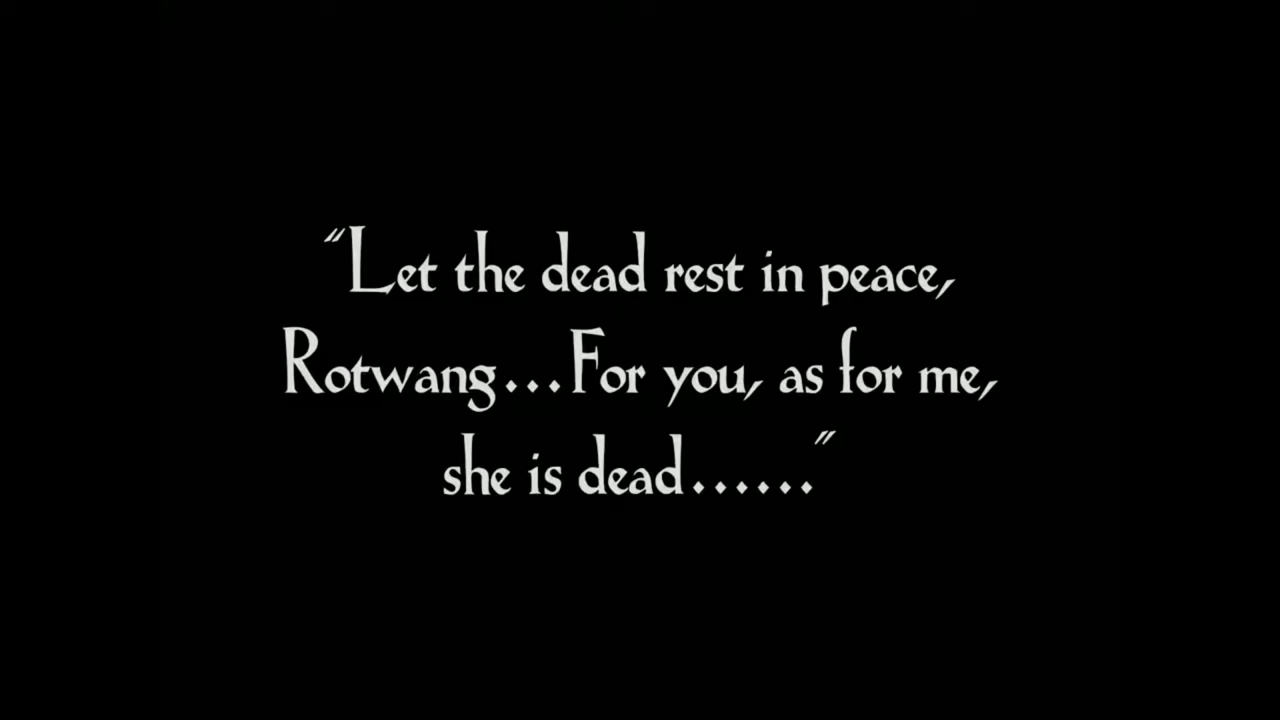 "Let the dead rest in peace,
Rotwang...For you, as for me,
she is dead......"